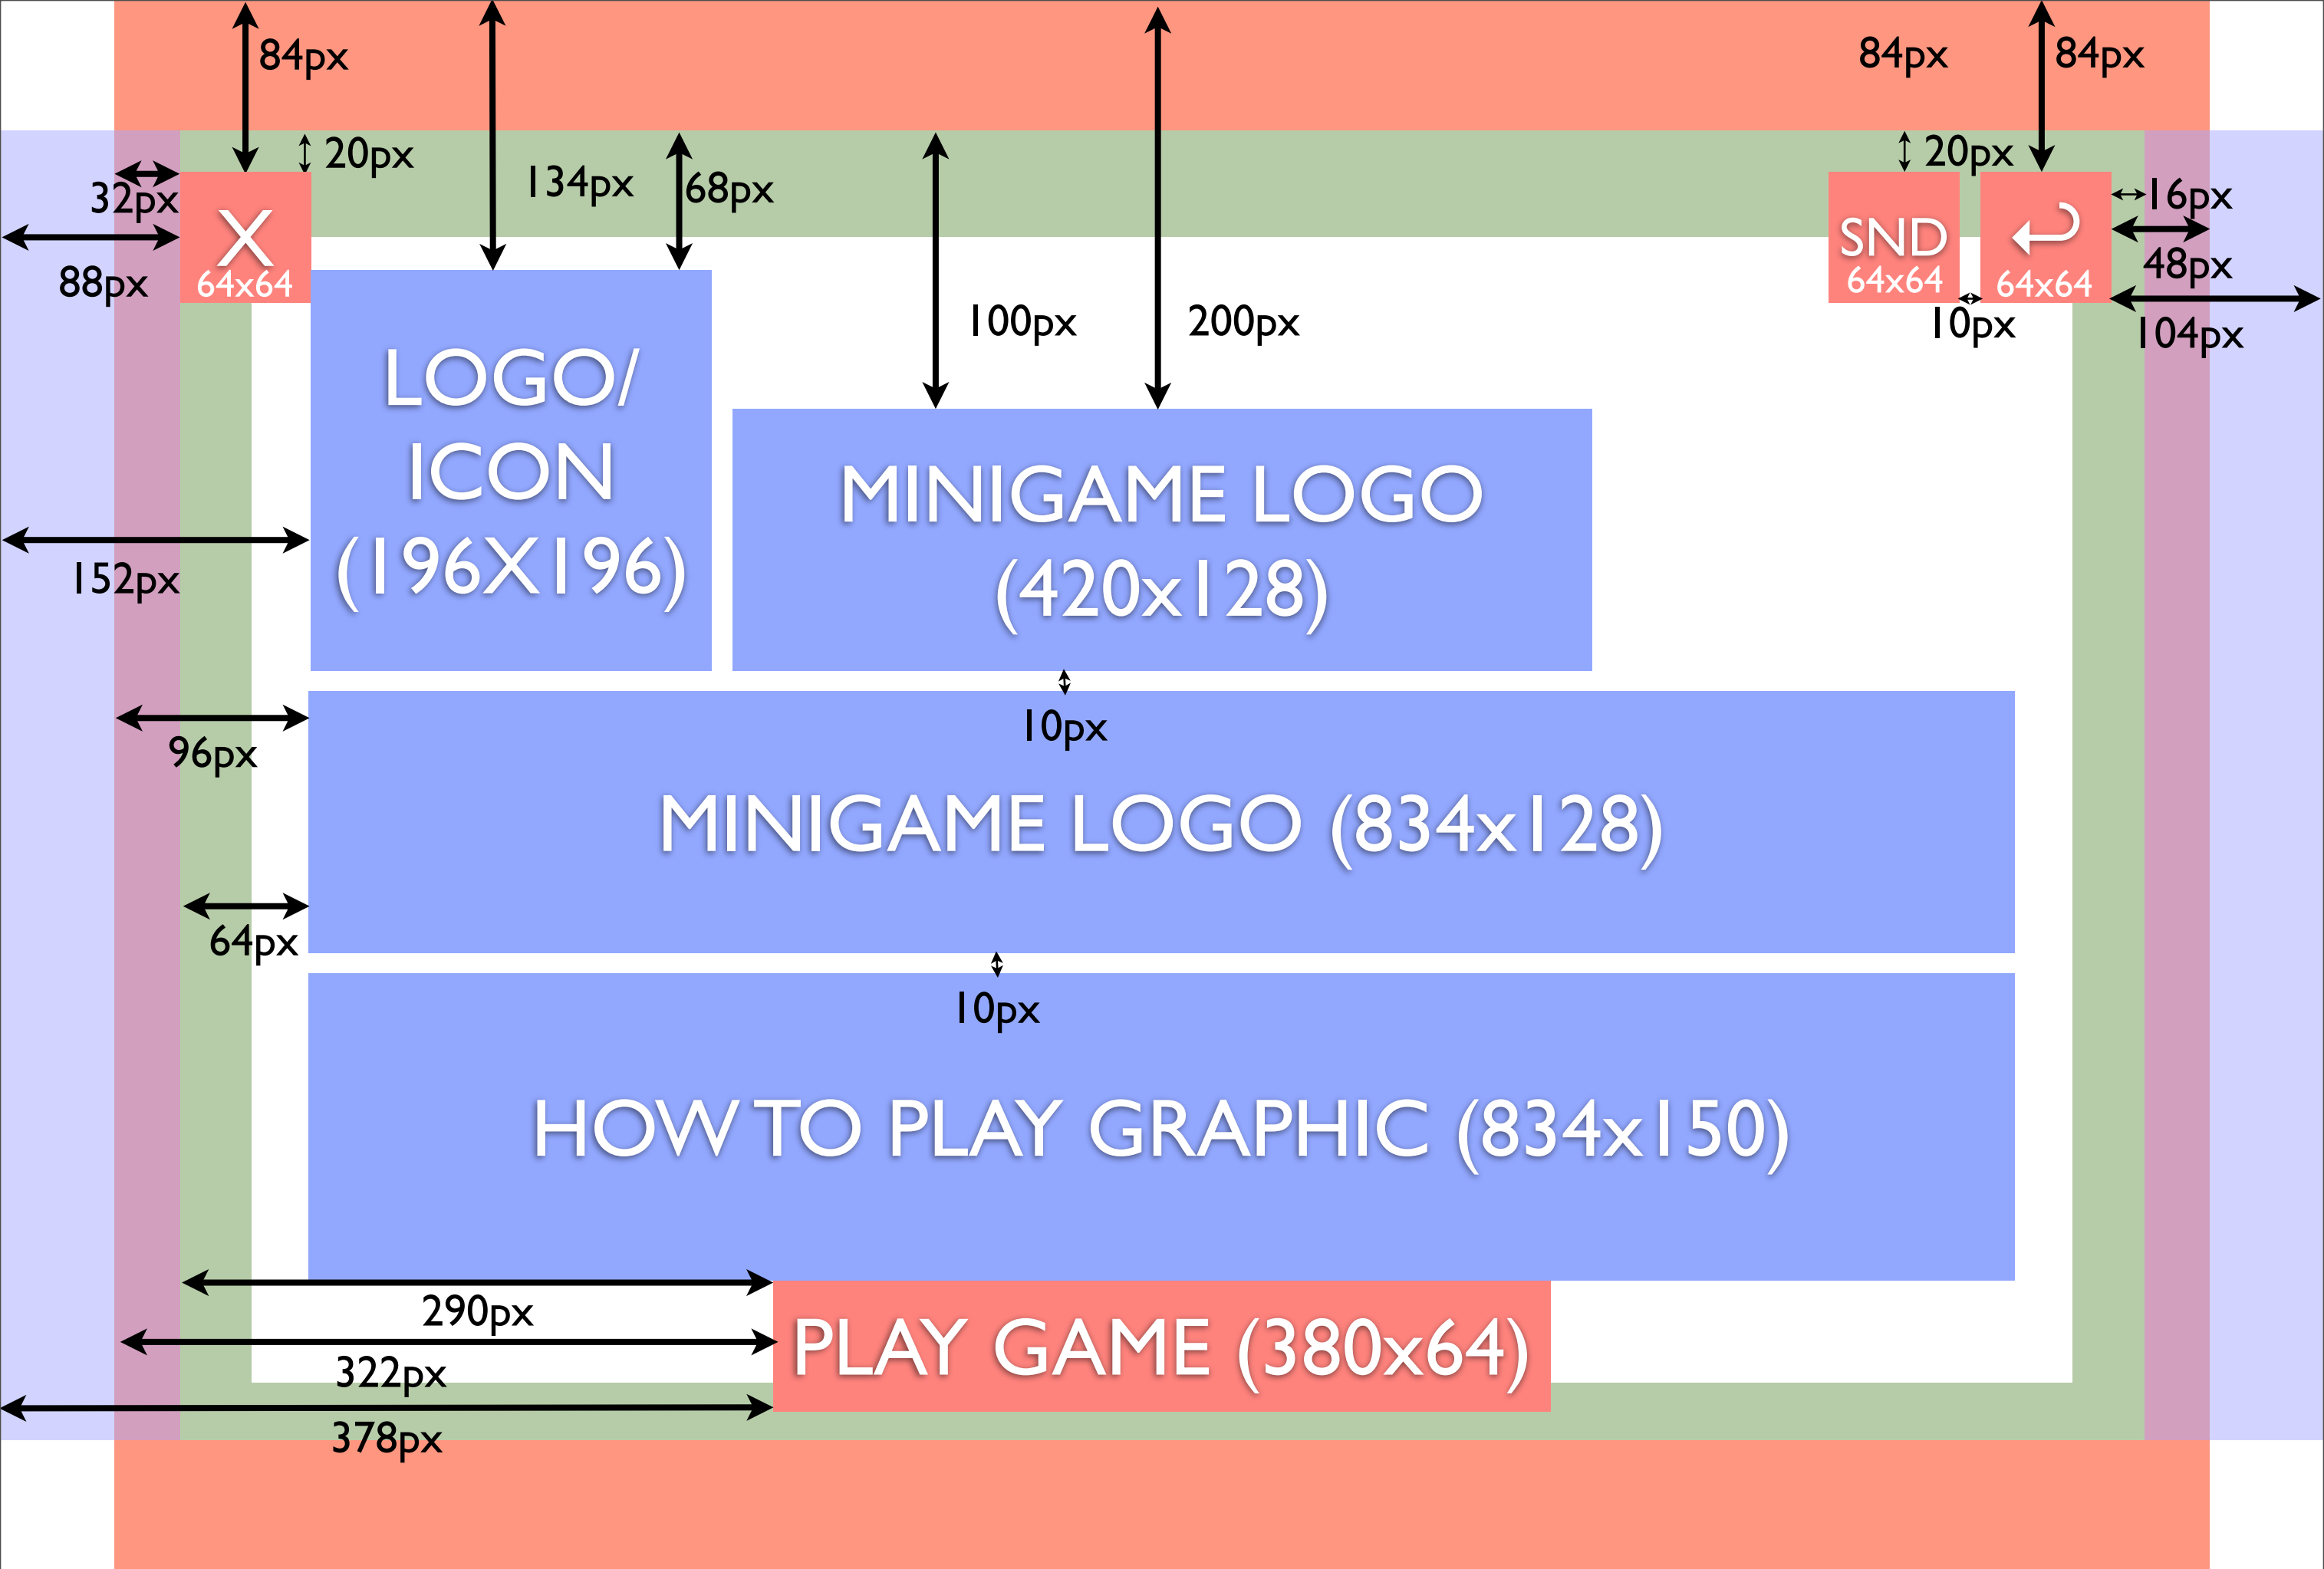 84px
84px
84px
20px
134px
68px
20px
32px
16px
X
64x64
SND
64x64
64x64
88px
48px
10px
104px
100px
200px
LOGO/
ICON
(196X196)
MINIGAME LOGO
(420x128)
152px
10px
96px
MINIGAME LOGO (834x128)
64px
10px
HOW TO PLAY GRAPHIC (834x150)
290px
PLAY GAME (380x64)
322px
378px